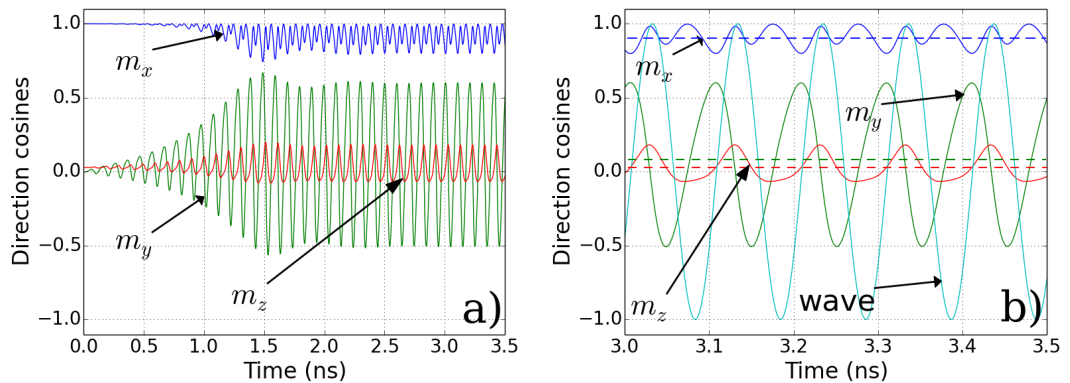 Direction cosines
1.0
0.5
0.0
−0.5
−1.0
m_x
m_y
m_z
a)
0.0 0.5 1.0 1.5 2.0 2.5 3.0 3.5
Time (ns)
Direction cosines
1.0
0.5
0.0
−0.5
−1.0
m_x
m_y
m_z
wave
b)
3.0 3.1 3.2 3.3 3.4 3.5
Time (ns)